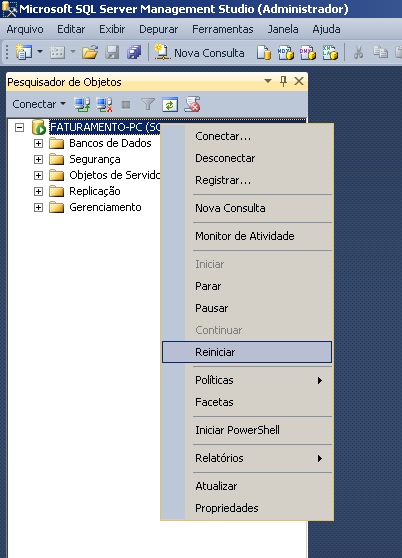 Microsoft SQL Server Management Studio (Administrador)
Arquivo Editar Exibir Depurar Ferramentas Janela Ajuda
Nova Consulta
Pesquisador de Objetos
Conectar
FATURAMENTO-PC (SQ
Bancos de Dados
Segurança
Objetos de Servido
Replicação
Gerenciamento
Conectar...
Desconectar
Registrar...
Nova Consulta
Monitor de Atividade
Iniciar
Parar
Pausar
Continuar
Reiniciar
Políticas
Facetas
Iniciar PowerShell
Relatórios
Atualizar
Propriedades